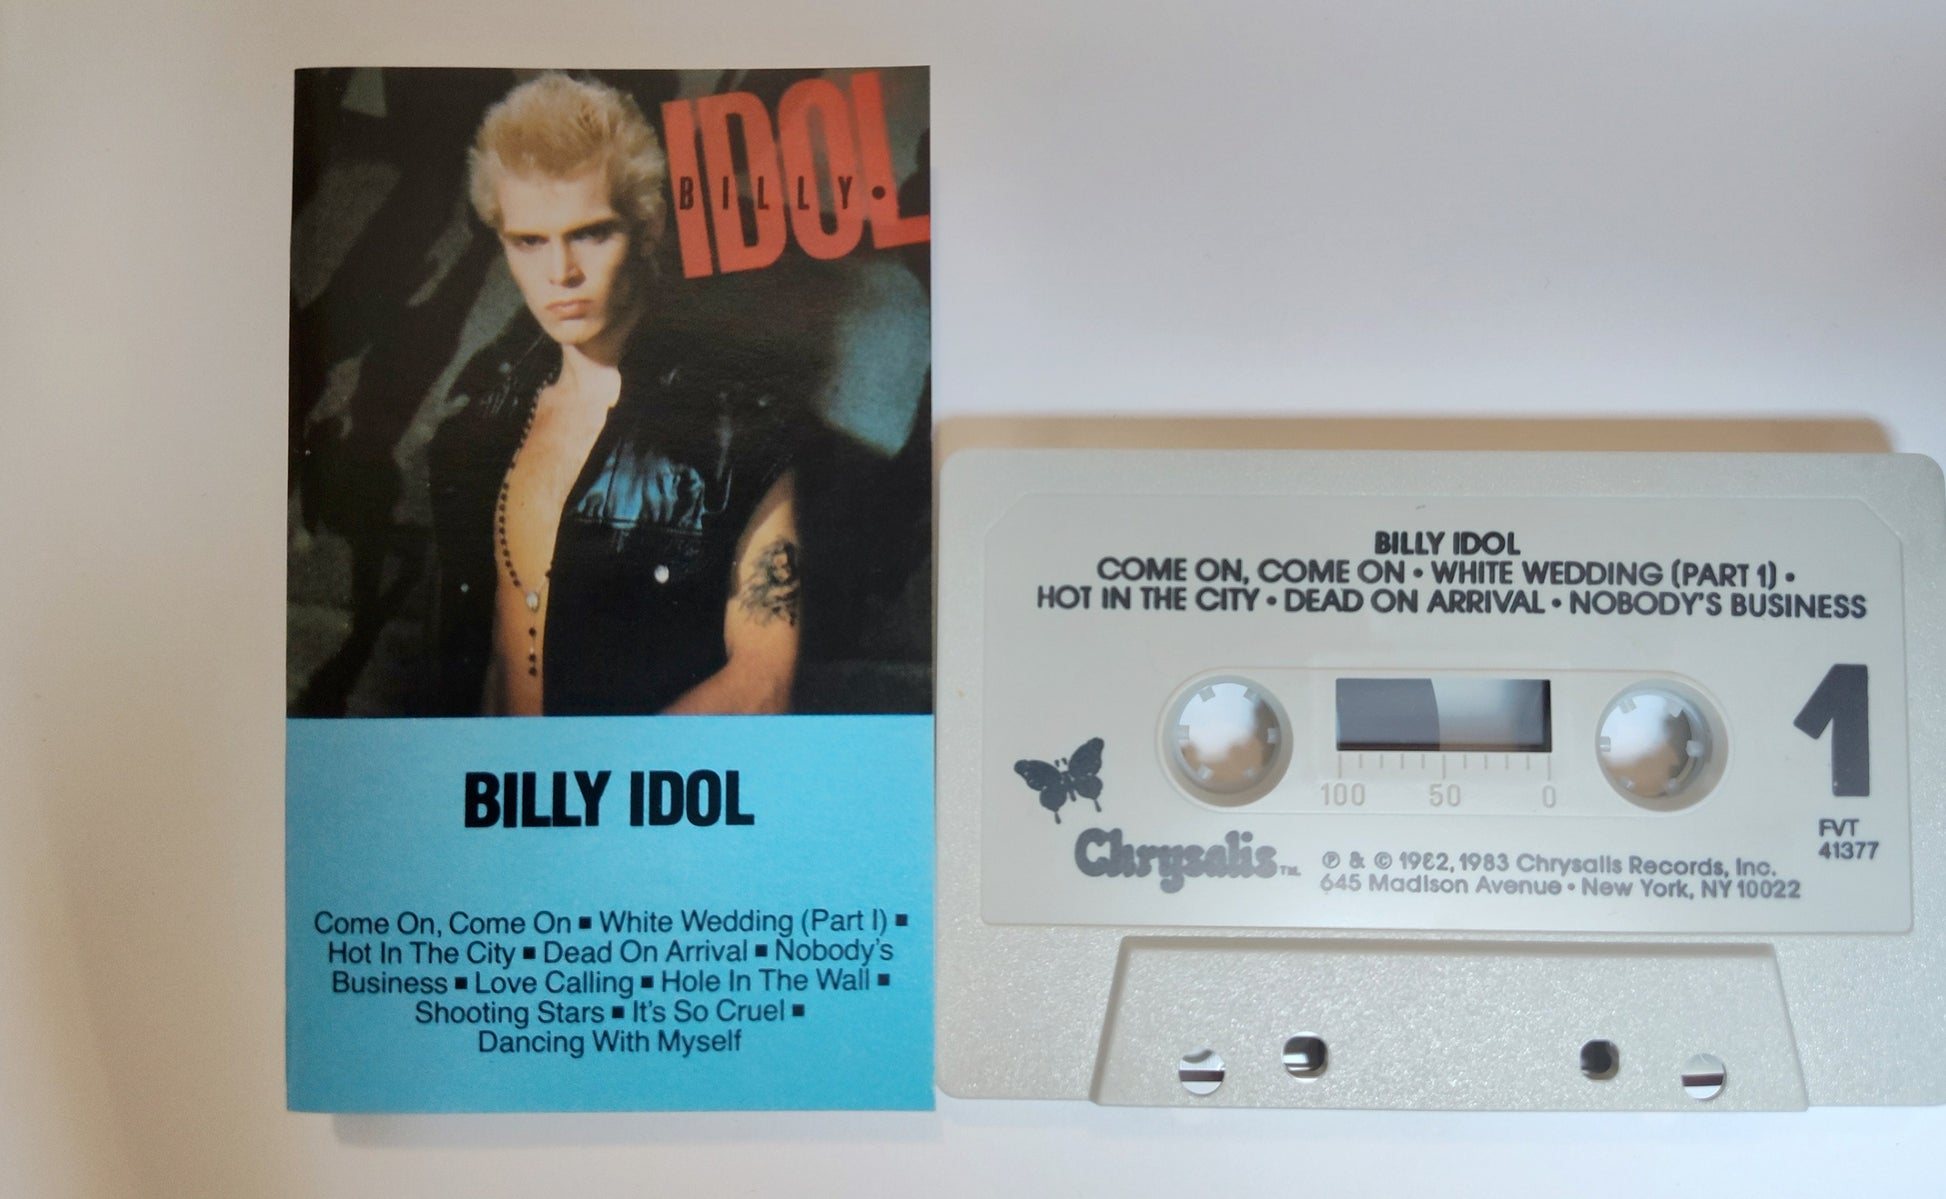 IDOL
BILLY •
BILLY IDOL
Come On, Come On ▪ White Wedding (Part I) ▪
Hot In The City ▪ Dead On Arrival ▪ Nobody's
Business ▪ Love Calling ▪ Hole In The Wall ▪
Shooting Stars ▪ It's So Cruel ▪
Dancing With Myself
BILLY IDOL
COME ON, COME ON • WHITE WEDDING (PART 1) •
HOT IN THE CITY • DEAD ON ARRIVAL • NOBODY'S BUSINESS
1
100 50 0
FVT
41377
Chrysalis™
℗ & © 1982, 1983 Chrysalis Records, Inc.
645 Madison Avenue • New York, NY 10022